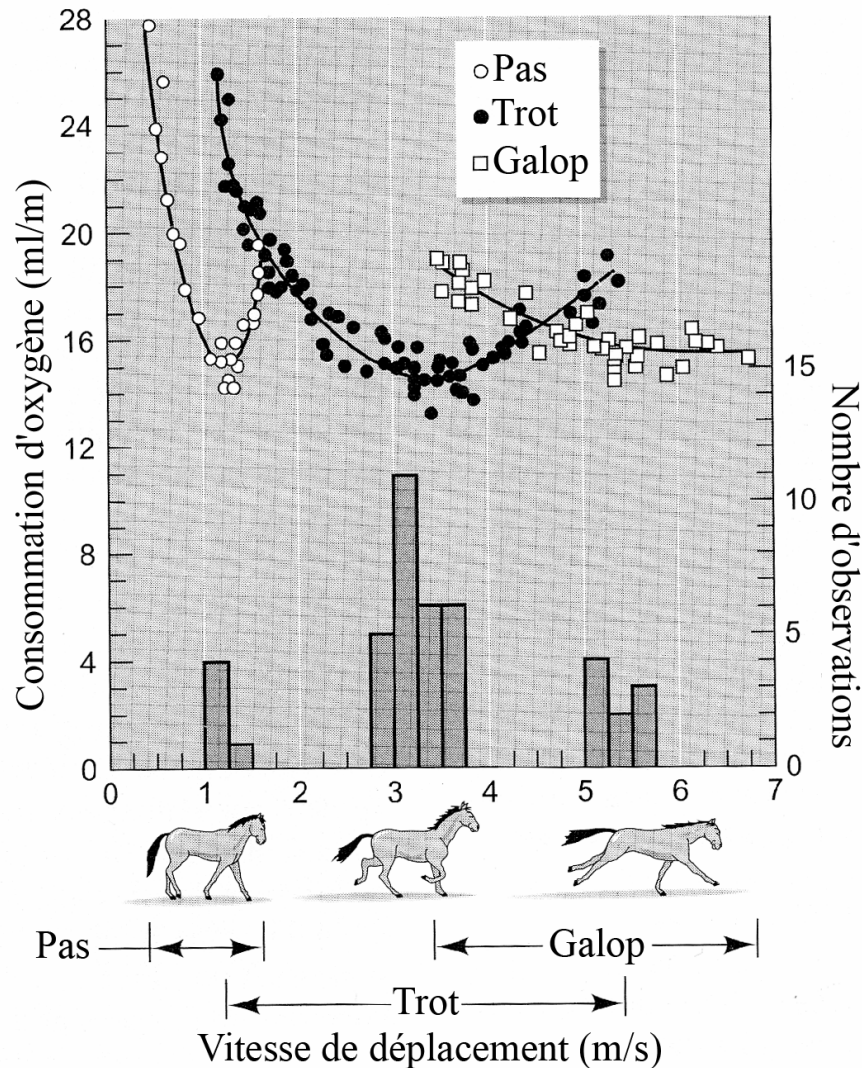 28
24
20
16
12
8
4
0
Consommation d'oxygène (ml/m)
Pas
Trot
Galop
15
10
5
0
Nombre d'observations
0 1 2 3 4 5 6 7
Pas
Galop
Trot
Vitesse de déplacement (m/s)